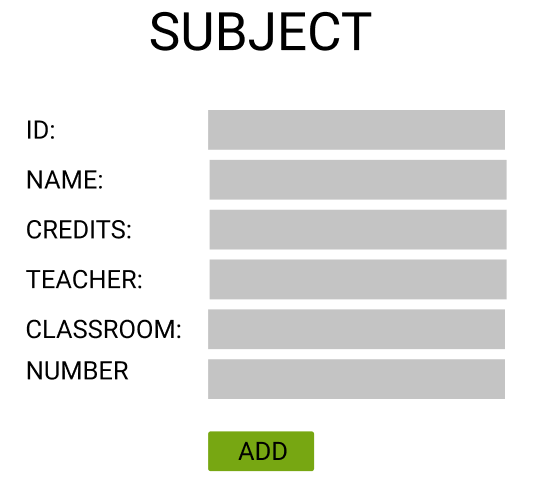 SUBJECT
ID:
NAME:
CREDITS:
TEACHER:
CLASSROOM:
NUMBER
ADD